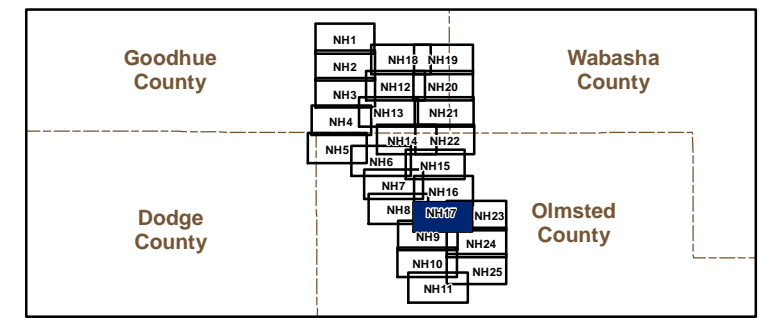 NH1
Goodhue
County
Wabasha
County
NH18
NH19
NH2
NH12
NH20
NH3
NH13
NH21
NH4
NH14
NH22
NH5
NH6
NH15
NH7
NH16
Dodge
County
NH8
NH17
NH23
Olmsted
County
NH9
NH24
NH10
NH25
NH11